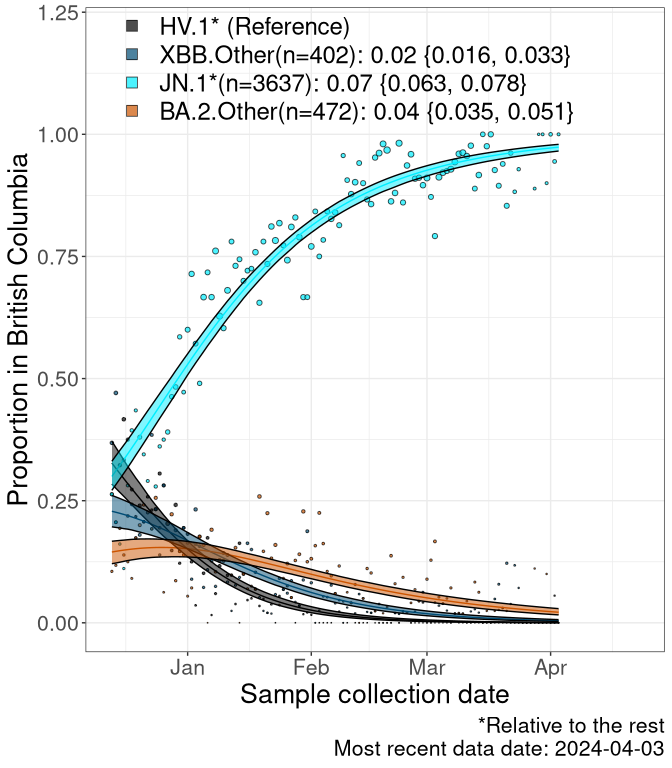 HV.1* (Reference)
XBB.Other(n=402): 0.02 {0.016, 0.033}
JN.1*(n=3637): 0.07 {0.063, 0.078}
BA.2.Other(n=472): 0.04 {0.035, 0.051}
1.25
1.00
0.75
0.50
0.25
0.00
Proportion in British Columbia
Jan Feb Mar Apr
Sample collection date
*Relative to the rest
Most recent data date: 2024-04-03